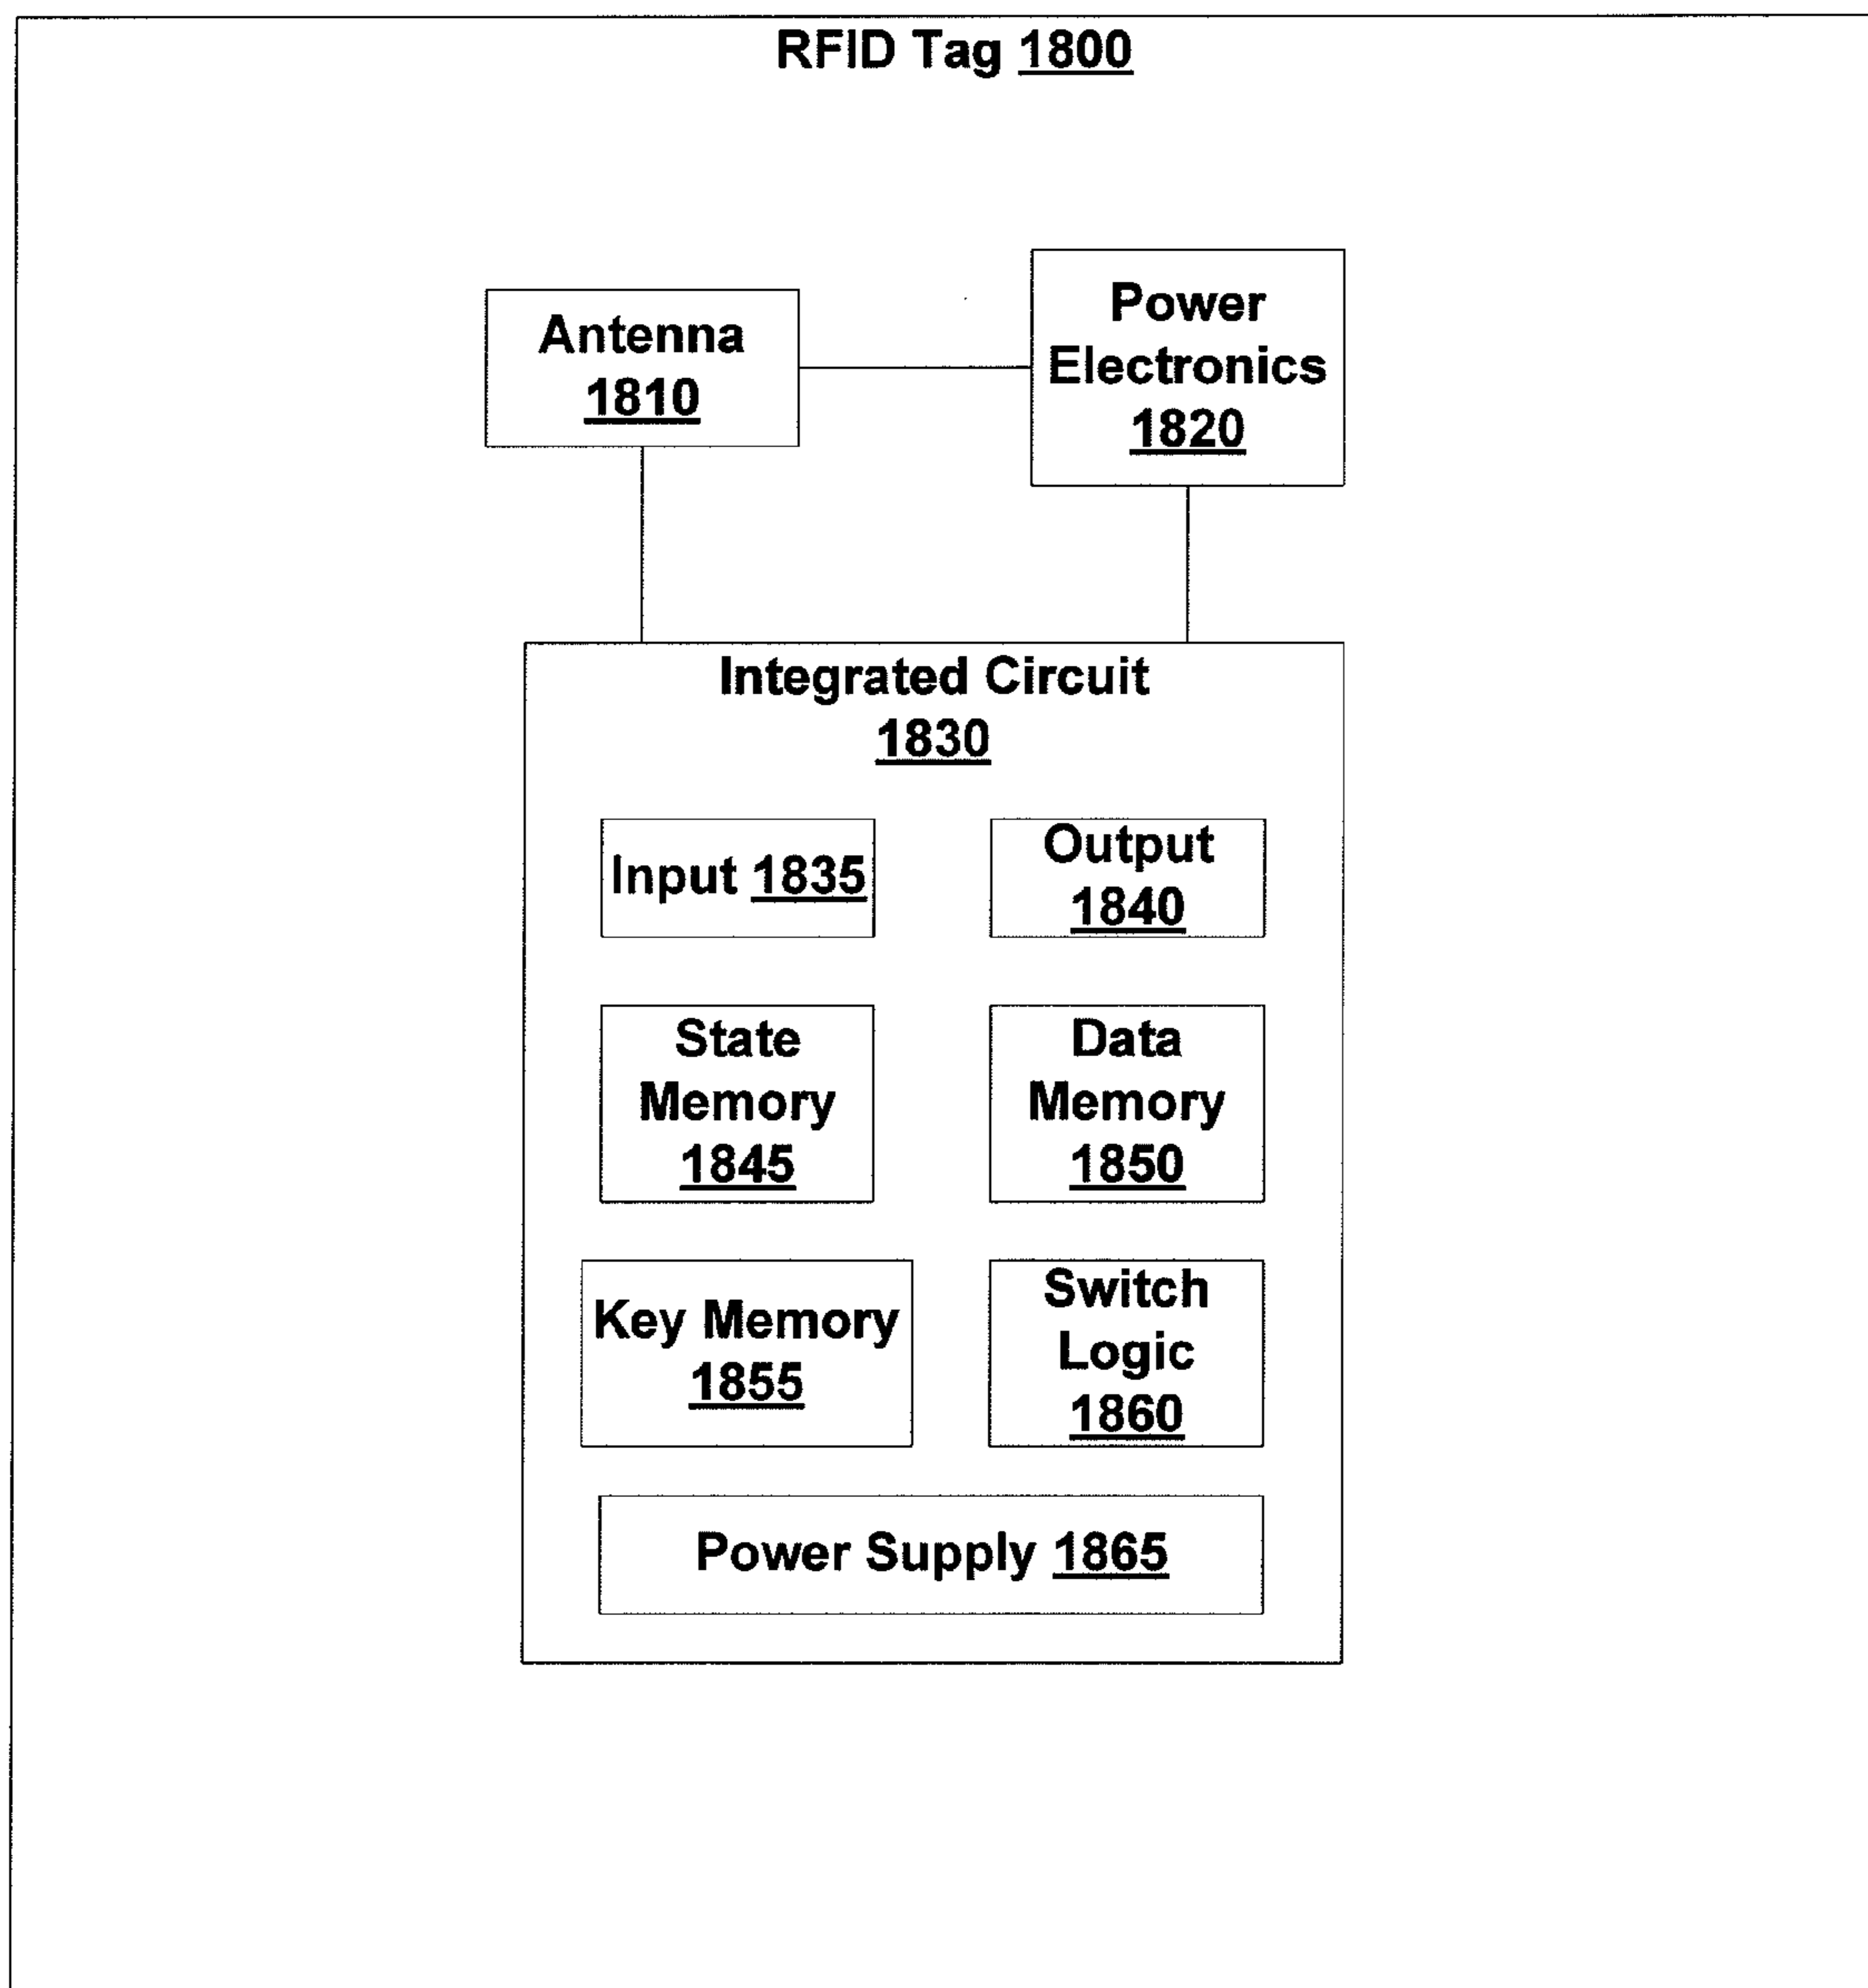 RFID Tag 1800
Antenna
1810
Power
Electronics
1820
Integrated Circuit
1830
Input 1835
Output
1840
State
Memory
1845
Data
Memory
1850
Key Memory
1855
Switch
Logic
1860
Power Supply 1865